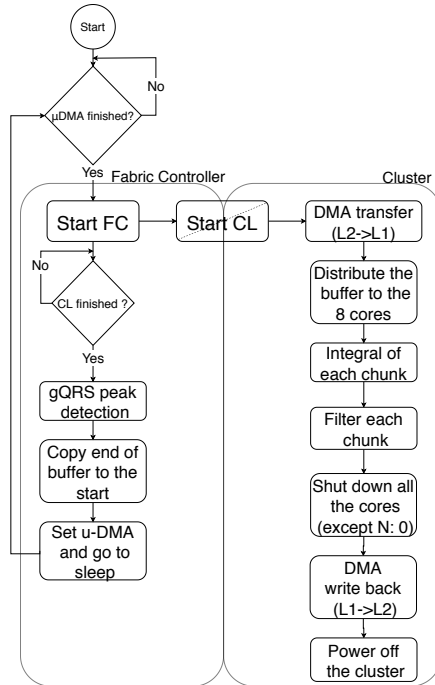 Start
No
μDMA finished?
Yes
Fabric Controller
Cluster
Start FC
Start CL
DMA transfer
(L2->L1)
No
CL finished ?
Distribute the
buffer to the
8 cores
Yes
Integral of
each chunk
gQRS peak
detection
Filter each
chunk
Copy end of
buffer to the
start
Shut down all
the cores
(except N: 0)
Set u-DMA
and go to
sleep
DMA
write back
(L1->L2)
Power off
the cluster